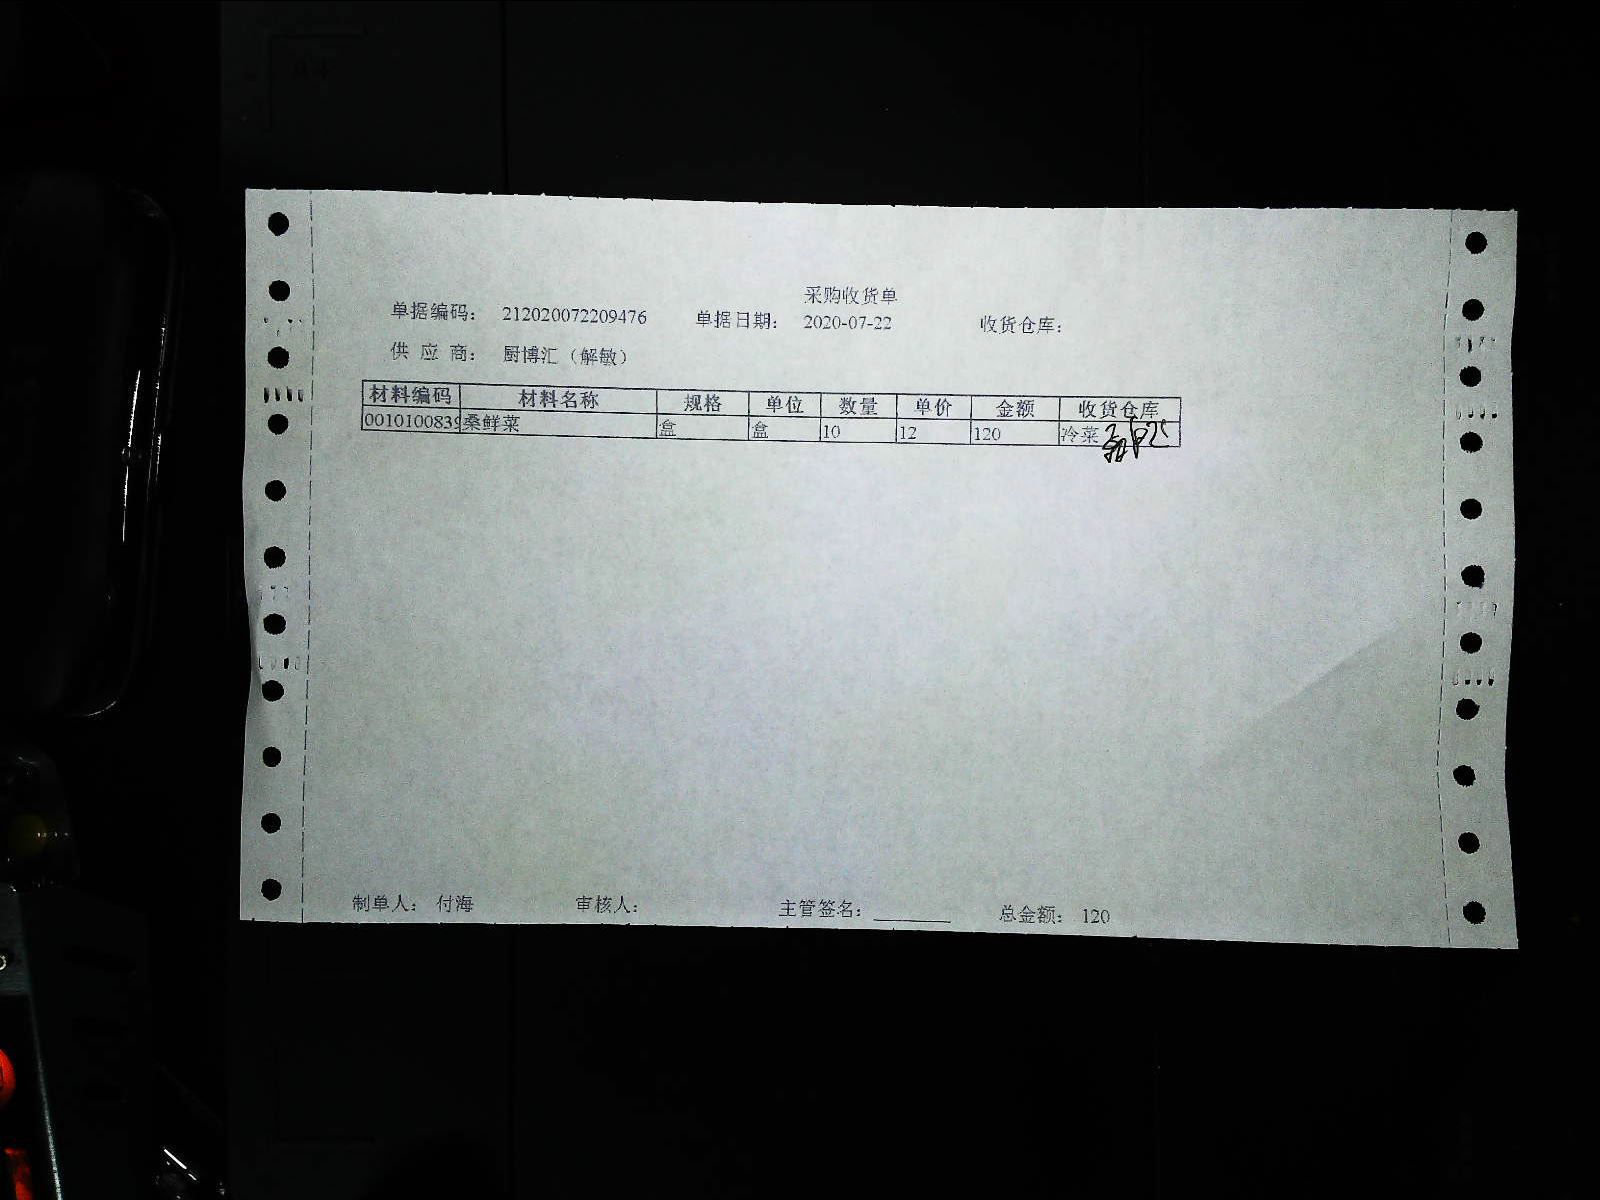 采购收货单
单据编码： 212020072209476 单据日期： 2020-07-22 收货仓库：
供 应 商： 厨博汇（解敏）
材料编码 材料名称 规格 单位 数量 单价 金额 收货仓库
0010100839 桑鲜菜 盒 盒 10 12 120 冷菜
制单人： 付海 审核人： 主管签名： 总金额： 120